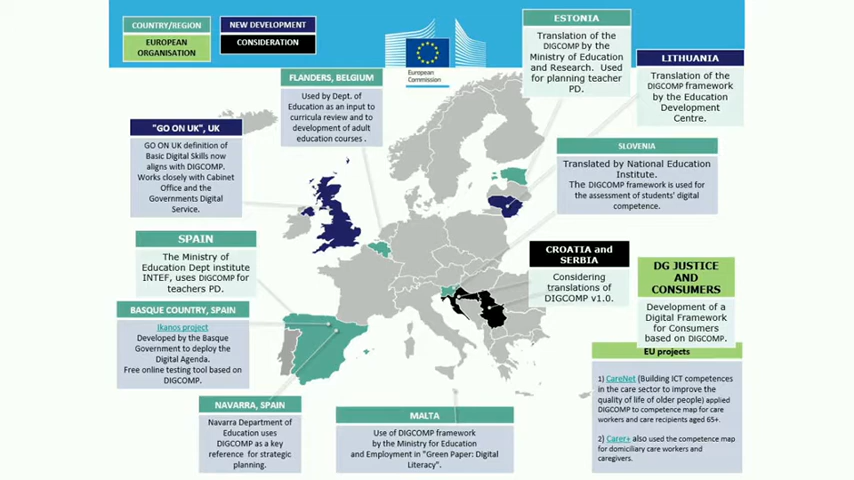 COUNTRY/REGION
NEW DEVELOPMENT
EUROPEAN
ORGANISATION
CONSIDERATION
European
Commission
ESTONIA
Translation of the
DIGCOMP by the
Ministry of Education
and Research. Used
for planning teacher
PD.
LITHUANIA
Translation of the
DIGCOMP framework
by the Education
Development
Centre.
FLANDERS, BELGIUM
Used by Dept. of
Education as an input to
curricula review and to
development of adult
education courses .
"GO ON UK", UK
GO ON UK definition of
Basic Digital Skills now
aligns with DIGCOMP.
Works closely with Cabinet
Office and the
Governments Digital
Service.
SLOVENIA
Translated by National Education
Institute.
The DIGCOMP framework is used for
the assessment of students' digital
competence.
SPAIN
The Ministry of
Education Dept institute
INTEF, uses DIGCOMP for
teachers PD.
CROATIA and
SERBIA
Considering
translations of
DIGCOMP v1.0.
DG JUSTICE
AND
CONSUMERS
Development of a
Digital Framework
for Consumers
based on DIGCOMP.
BASQUE COUNTRY, SPAIN
Ikanos project
Developed by the Basque
Government to deploy the
Digital Agenda.
Free online testing tool based on
DIGCOMP.
EU projects
1) CareNet (Building ICT competences
in the care sector to improve the
quality of life of older people) applied
DIGCOMP to competence map for care
workers and care recipients aged 65+.
2) Carer+ also used the competence map
for domiciliary care workers and
caregivers.
NAVARRA, SPAIN
Navarra Department of
Education uses
DIGCOMP as a key
reference for strategic
planning.
MALTA
Use of DIGCOMP framework
by the Ministry for Education
and Employment in "Green Paper: Digital
Literacy".